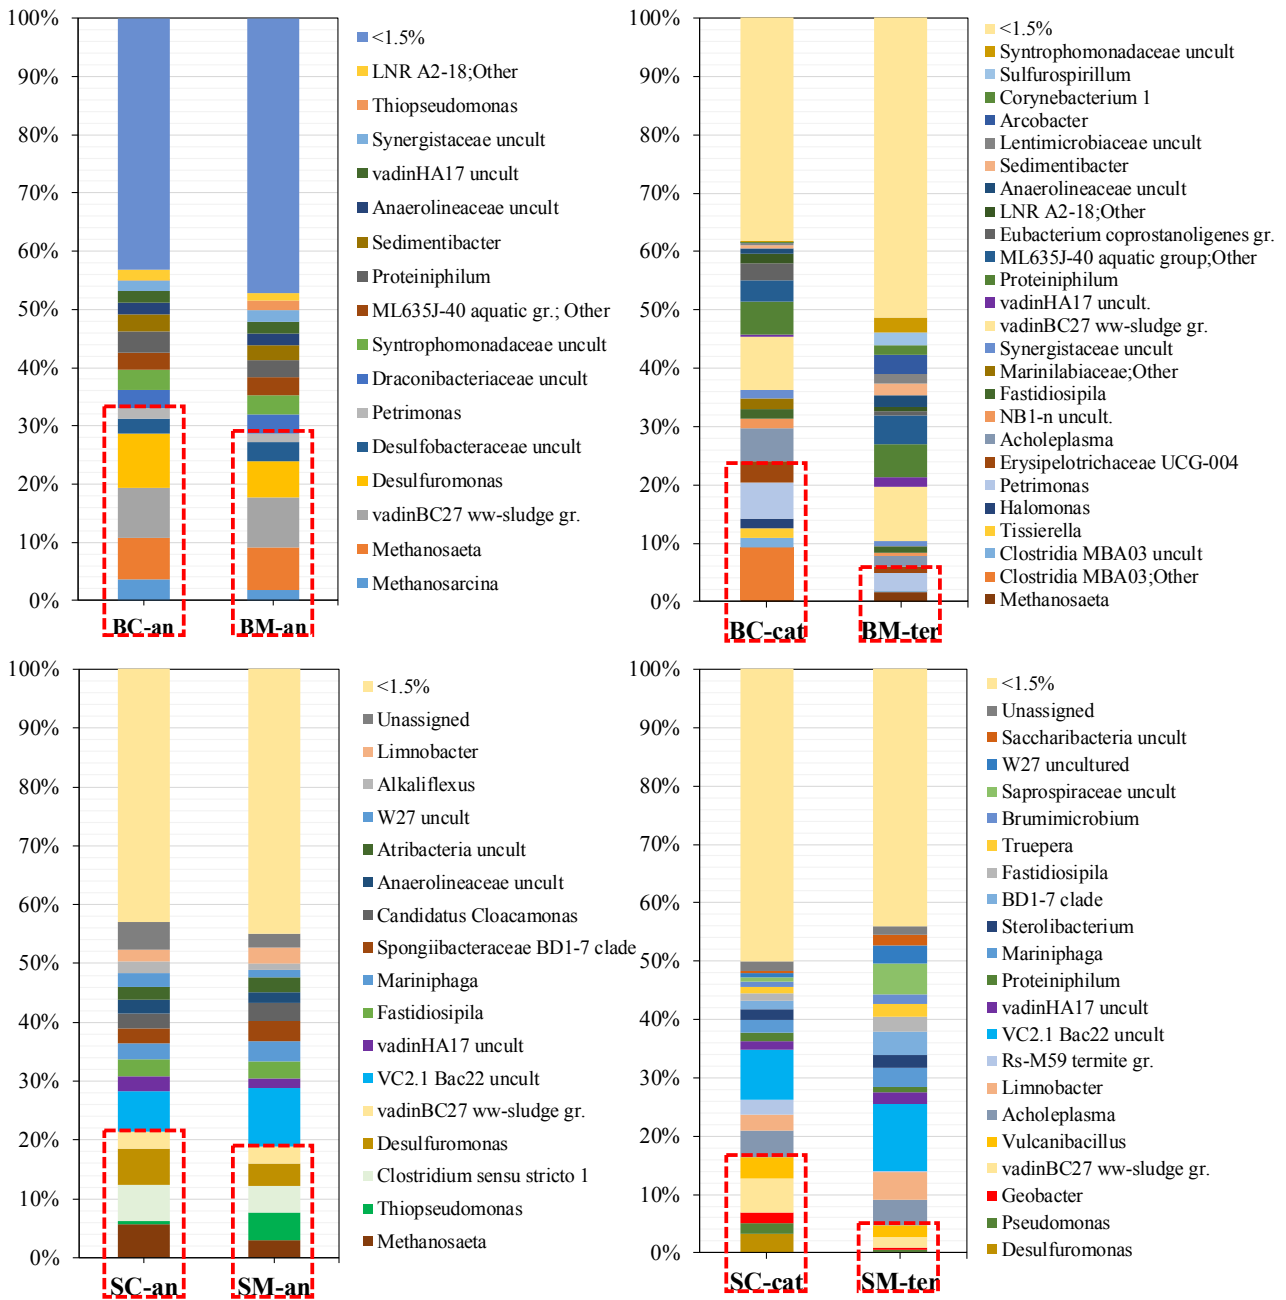 100%
90%
80%
70%
60%
50%
40%
30%
20%
10%
0%
BC-an
BM-an
<1.5%
LNR A2-18;Other
Thiopseudomonas
Synergistaceae uncult
vadinHA17 uncult
Anaerolineaceae uncult
Sedimentibacter
Proteiniphilum
ML635J-40 aquatic gr.; Other
Syntrophomonadaceae uncult
Draconibacteriaceae uncult
Petrimonas
Desulfobacteraceae uncult
Desulfuromonas
vadinBC27 ww-sludge gr.
Methanosaeta
Methanosarcina
100%
90%
80%
70%
60%
50%
40%
30%
20%
10%
0%
BC-cat
BM-ter
<1.5%
Syntrophomonadaceae uncult
Sulfurospirillum
Corynebacterium 1
Arcobacter
Lentimicrobiaceae uncult
Sedimentibacter
Anaerolineaceae uncult
LNR A2-18;Other
Eubacterium coprostanoligenes gr.
ML635J-40 aquatic group;Other
Proteiniphilum
vadinHA17 uncult.
vadinBC27 ww-sludge gr.
Synergistaceae uncult
Marinilabiaceae;Other
Fastidiosipila
NB1-n uncult.
Acholeplasma
Erysipelotrichaceae UCG-004
Petrimonas
Halomonas
Tissierella
Clostridia MBA03 uncult
Clostridia MBA03;Other
Methanosaeta
100%
90%
80%
70%
60%
50%
40%
30%
20%
10%
0%
SC-an
SM-an
<1.5%
Unassigned
Limnobacter
Alkaliflexus
W27 uncult
Atribacteria uncult
Anaerolineaceae uncult
Candidatus Cloacamonas
Spongiibacteraceae BD1-7 clade
Mariniphaga
Fastidiosipila
vadinHA17 uncult
VC2.1 Bac22 uncult
vadinBC27 ww-sludge gr.
Desulfuromonas
Clostridium sensu stricto 1
Thiopseudomonas
Methanosaeta
100%
90%
80%
70%
60%
50%
40%
30%
20%
10%
0%
SC-cat
SM-ter
<1.5%
Unassigned
Saccharibacteria uncult
W27 uncultured
Saprospiraceae uncult
Brumimicrobium
Truepera
Fastidiosipila
BD1-7 clade
Sterolibacterium
Mariniphaga
Proteiniphilum
vadinHA17 uncult
VC2.1 Bac22 uncult
Rs-M59 termite gr.
Limnobacter
Acholeplasma
Vulcanibacillus
vadinBC27 ww-sludge gr.
Geobacter
Pseudomonas
Desulfuromonas